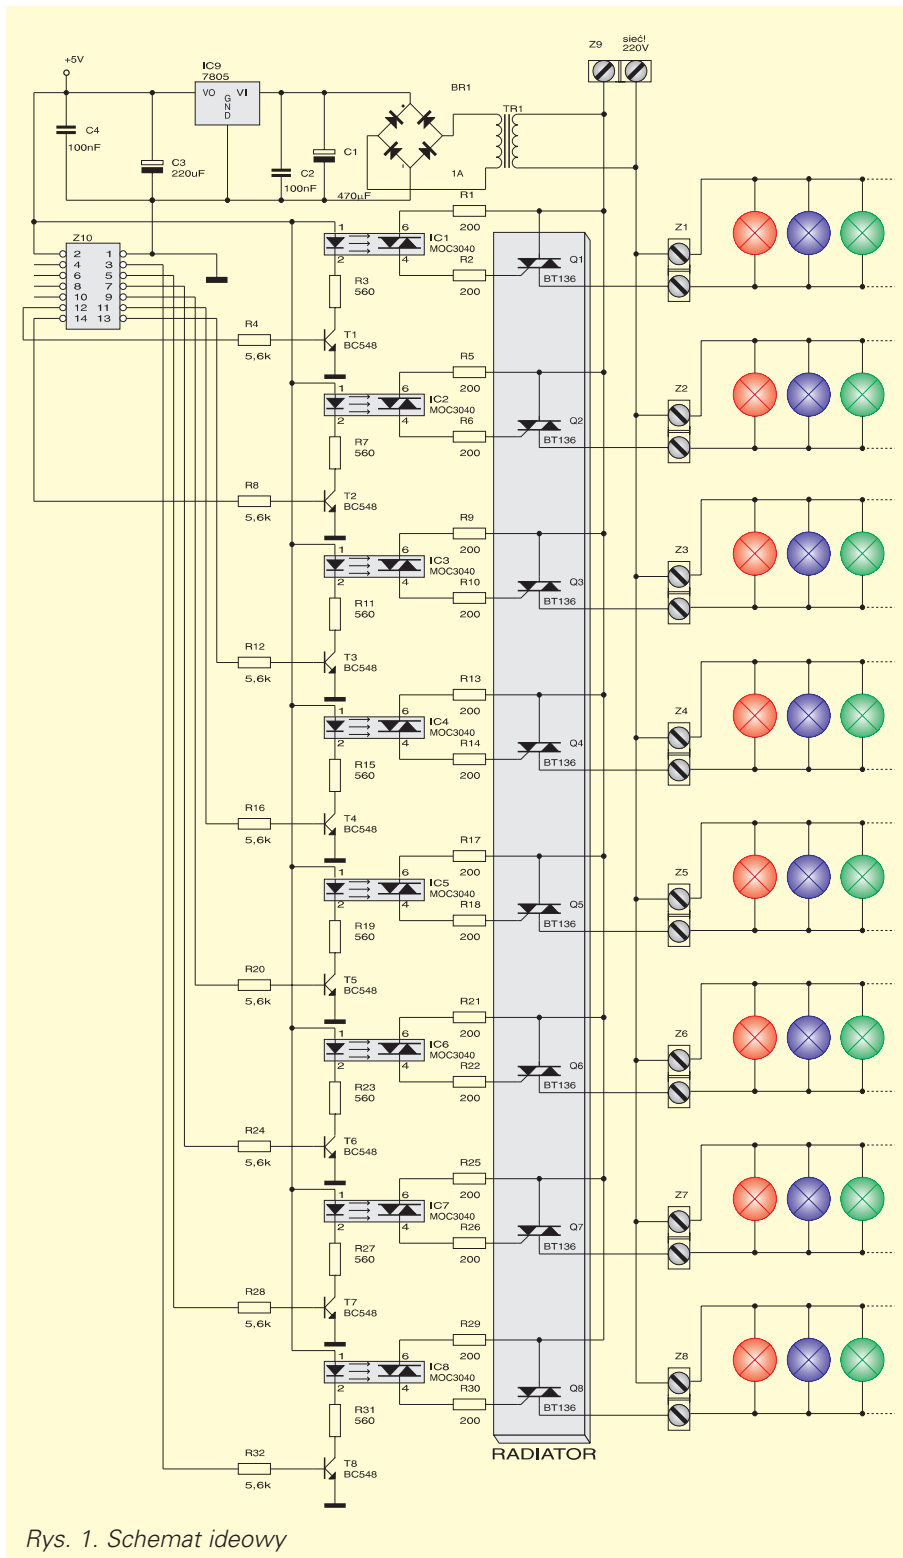 Z9
sieć!
220V
+5V
IC9
7805
VO
VI
GND
BR1
TR1
C4
100nF
C3
220uF
C2
100nF
C1
470µF
1A
Z10
2 1
4 3
6 5
8 7
10 9
12 11
14 13
R1
200
1 6
IC1
MOC3040
2 4
R2
200
Q1
BT136
Z1
R3
560
R4
5,6k
T1
BC548
R5
200
1 6
IC2
MOC3040
2 4
R6
200
Q2
BT136
Z2
R7
560
R8
5,6k
T2
BC548
R9
200
1 6
IC3
MOC3040
2 4
R10
200
Q3
BT136
Z3
R11
560
R12
5,6k
T3
BC548
R13
200
1 6
IC4
MOC3040
2 4
R14
200
Q4
BT136
Z4
R15
560
R16
5,6k
T4
BC548
R17
200
1 6
IC5
MOC3040
2 4
R18
200
Q5
BT136
Z5
R19
560
R20
5,6k
T5
BC548
R21
200
1 6
IC6
MOC3040
2 4
R22
200
Q6
BT136
Z6
R23
560
R24
5,6k
T6
BC548
R25
200
1 6
IC7
MOC3040
2 4
R26
200
Q7
BT136
Z7
R27
560
R28
5,6k
T7
BC548
R29
200
1 6
IC8
MOC3040
2 4
R30
200
Q8
BT136
Z8
R31
560
R32
5,6k
T8
BC548
RADIATOR
Rys. 1. Schemat ideowy